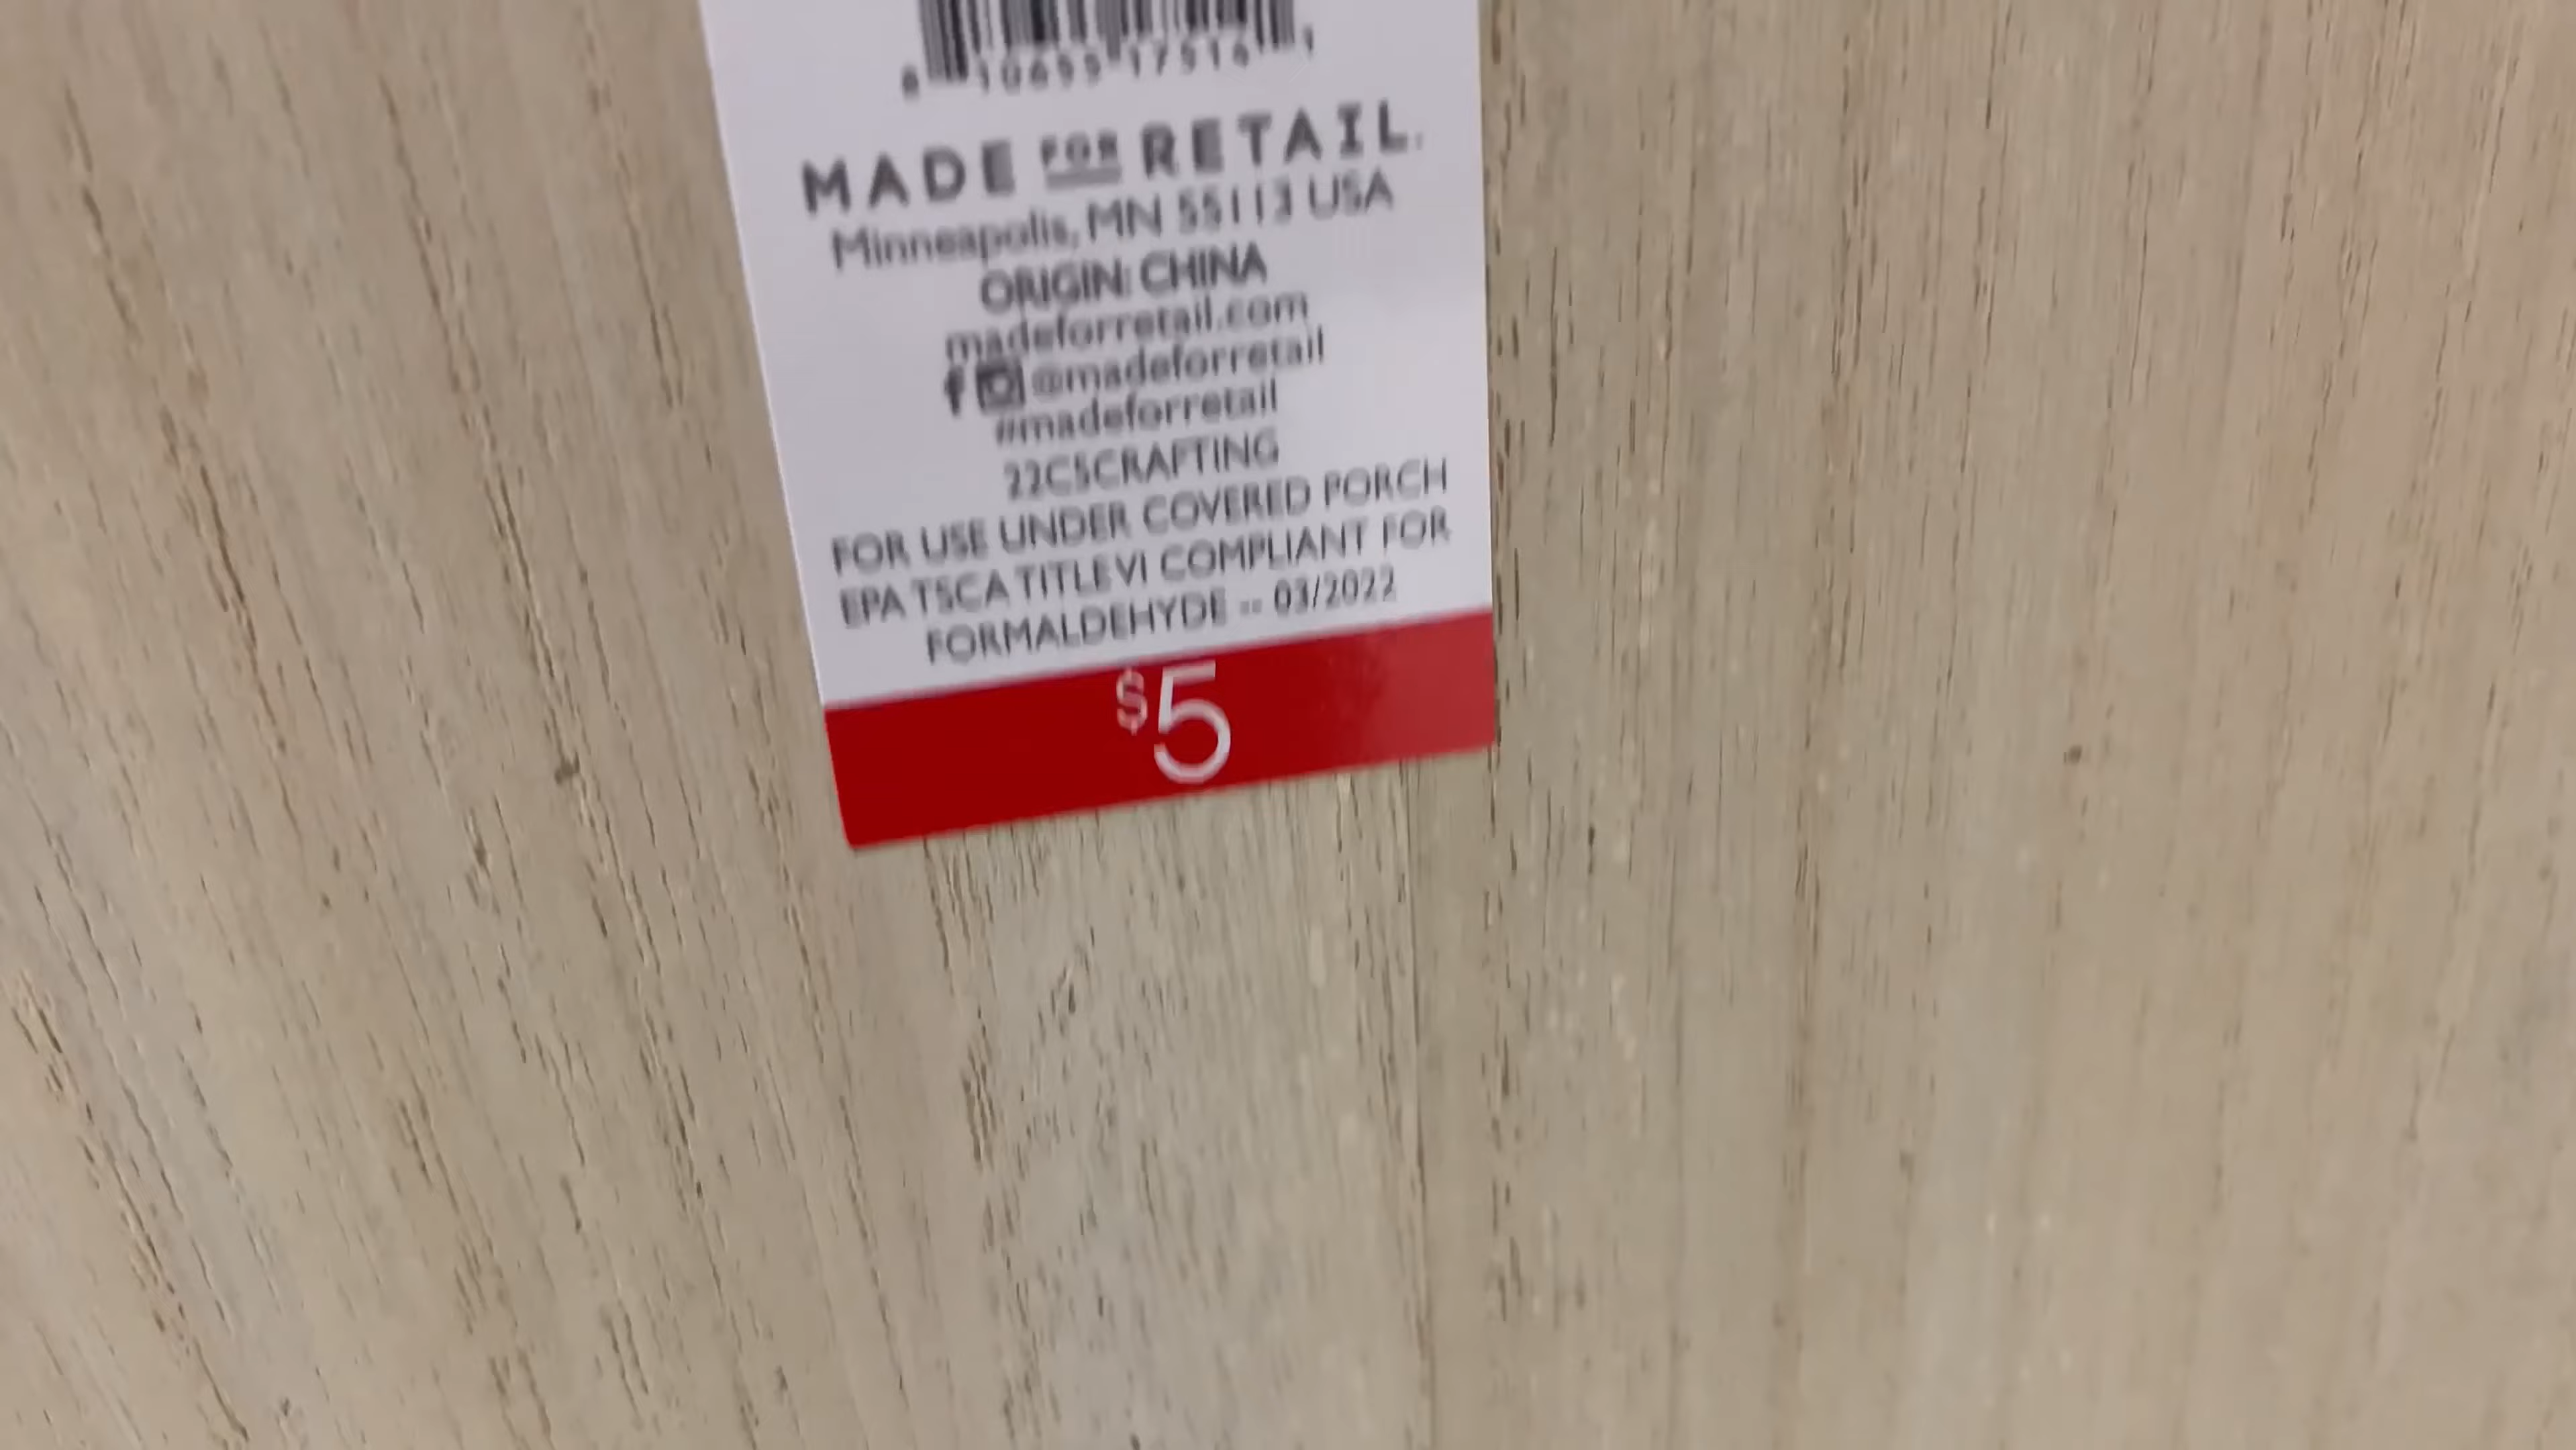 MADE FOR RETAIL.
Minneapolis, MN 55113 USA
ORIGIN: CHINA
madeforretail.com
@madeforretail
#madeforretail
22C5CRAFTING
FOR USE UNDER COVERED PORCH
EPA TSCA TITLE VI COMPLIANT FOR
FORMALDEHYDE -- 03/2022
$5